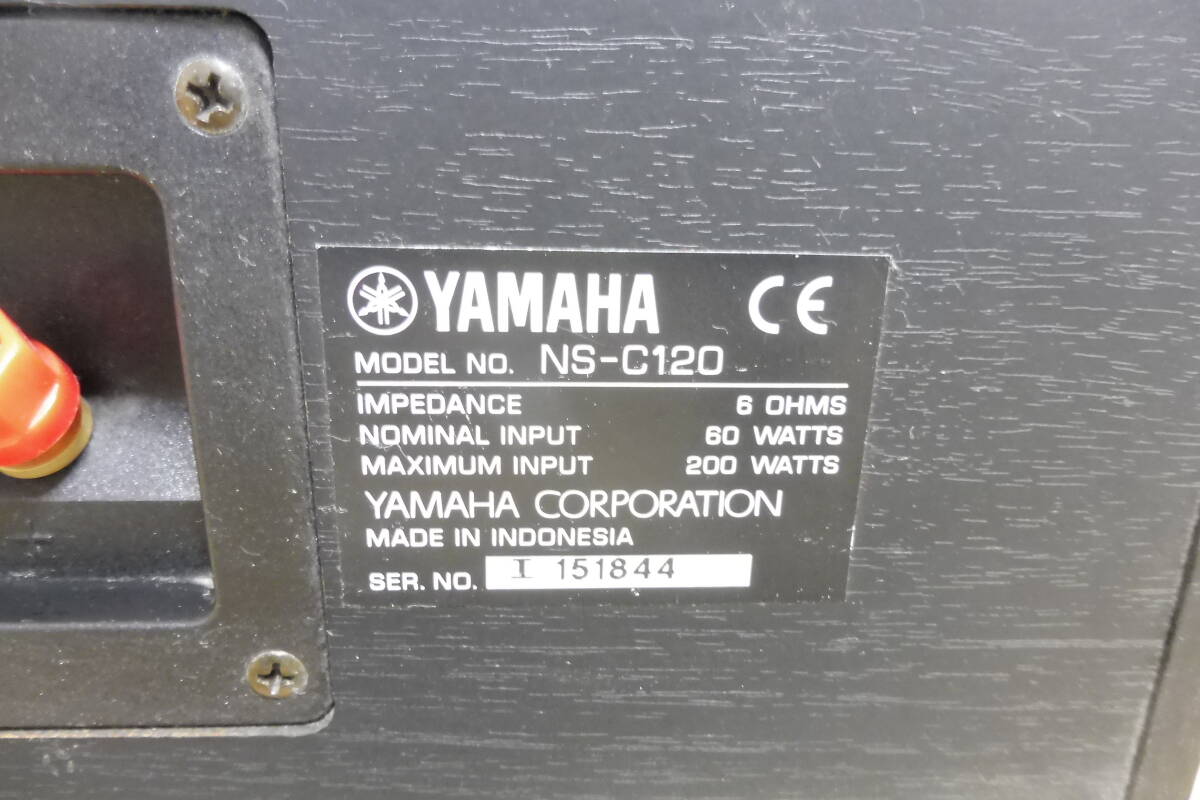 YAMAHA CE
MODEL NO. NS-C120
IMPEDANCE 6 OHMS
NOMINAL INPUT 60 WATTS
MAXIMUM INPUT 200 WATTS
YAMAHA CORPORATION
MADE IN INDONESIA
SER. NO. I 151844